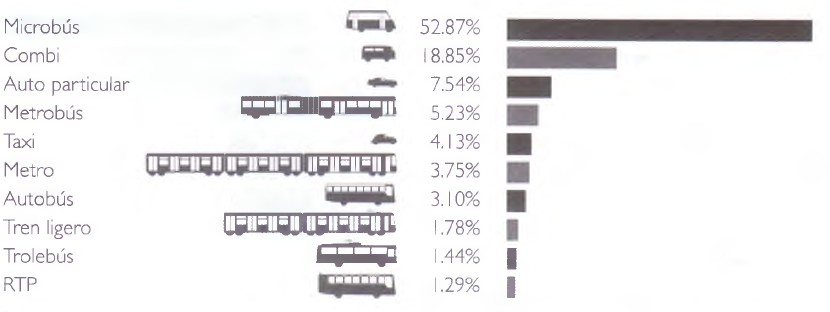 Microbús 52.87%
Combi 18.85%
Auto particular 7.54%
Metrobús 5.23%
Taxi 4.13%
Metro 3.75%
Autobús 3.10%
Tren ligero 1.78%
Trolebús 1.44%
RTP 1.29%